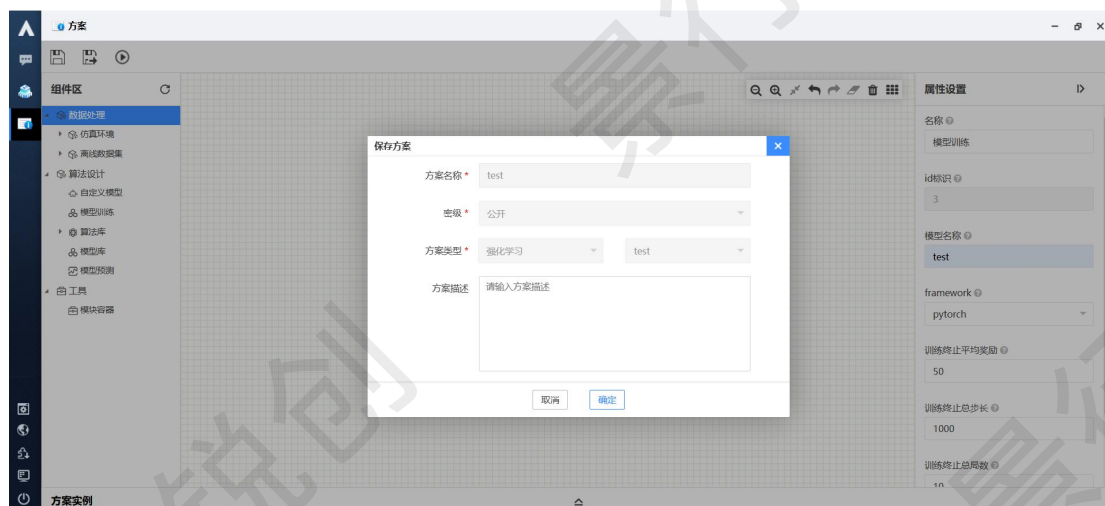 方案
组件区
数据处理
仿真环境
离线数据集
算法设计
自定义模型
模型训练
算法库
模型库
模型预测
工具
模块容器
保存方案
方案名称 * test
密级 * 公开
方案类型 * 强化学习 test
方案描述 请输入方案描述
取消 确定
属性设置
名称
模型训练
id标识
3
模型名称
test
framework
pytorch
训练终止平均奖励
50
训练终止总步长
1000
训练终止总局数
10
方案实例
锐创
景行
景行